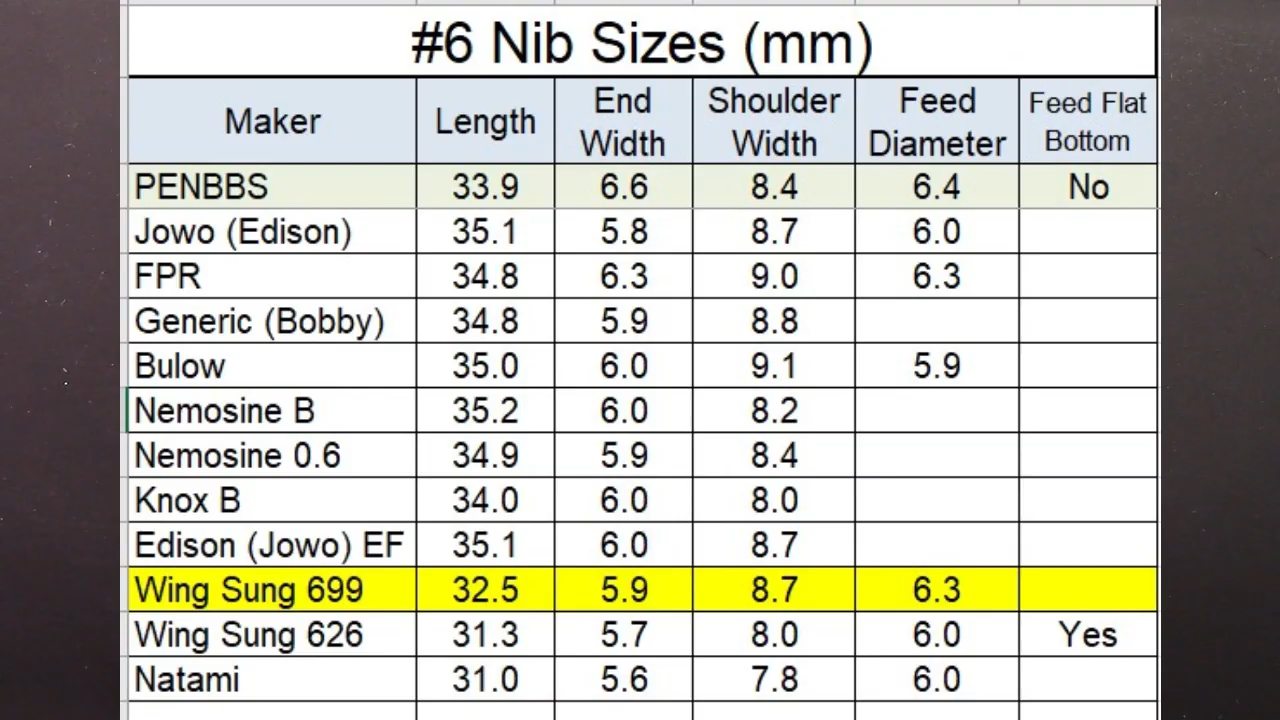 #6 Nib Sizes (mm)
Maker Length End Width Shoulder Width Feed Diameter Feed Flat Bottom
PENBBS 33.9 6.6 8.4 6.4 No
Jowo (Edison) 35.1 5.8 8.7 6.0
FPR 34.8 6.3 9.0 6.3
Generic (Bobby) 34.8 5.9 8.8
Bulow 35.0 6.0 9.1 5.9
Nemosine B 35.2 6.0 8.2
Nemosine 0.6 34.9 5.9 8.4
Knox B 34.0 6.0 8.0
Edison (Jowo) EF 35.1 6.0 8.7
Wing Sung 699 32.5 5.9 8.7 6.3
Wing Sung 626 31.3 5.7 8.0 6.0 Yes
Natami 31.0 5.6 7.8 6.0